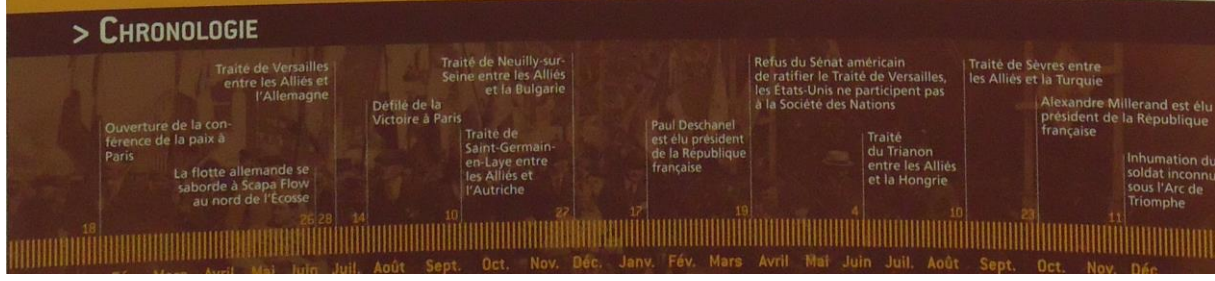 > CHRONOLOGIE
Traité de Versailles
entre les Alliés et
l'Allemagne
Traité de Neuilly-sur-
Seine entre les Alliés
et la Bulgarie
Refus du Sénat américain
de ratifier le Traité de Versailles,
les États-Unis ne participent pas
à la Société des Nations
Traité de Sèvres entre
les Alliés et la Turquie
Défilé de la
Victoire à Paris
Alexandre Millerand est élu
président de la République
française
Ouverture de la con-
férence de la paix à
Paris
Traité de
Saint-Germain-
en-Laye entre
les Alliés et
l'Autriche
Paul Deschanel
est élu président
de la République
française
Traité
du Trianon
entre les Alliés
et la Hongrie
La flotte allemande se
saborde à Scapa Flow
au nord de l'Écosse
Inhumation du
soldat inconnu
sous l'Arc de
Triomphe
18 26 28 14 10 27 17 19 4 10 23 11
Mars Avril Mai Juin Juil. Août Sept. Oct. Nov. Déc. Janv. Fév. Mars Avril Mai Juin Juil. Août Sept. Oct. Nov. Déc.